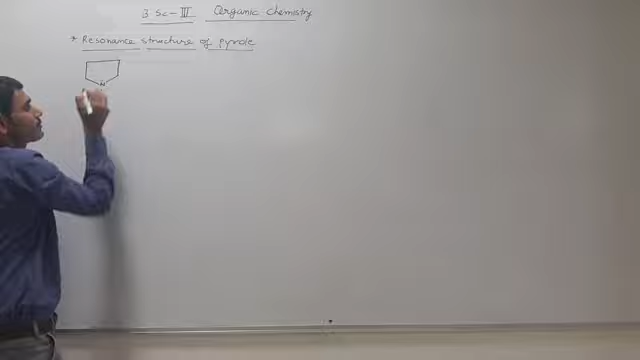 B Sc-III Organic chemistry
* Resonance structure of pyrrole
N